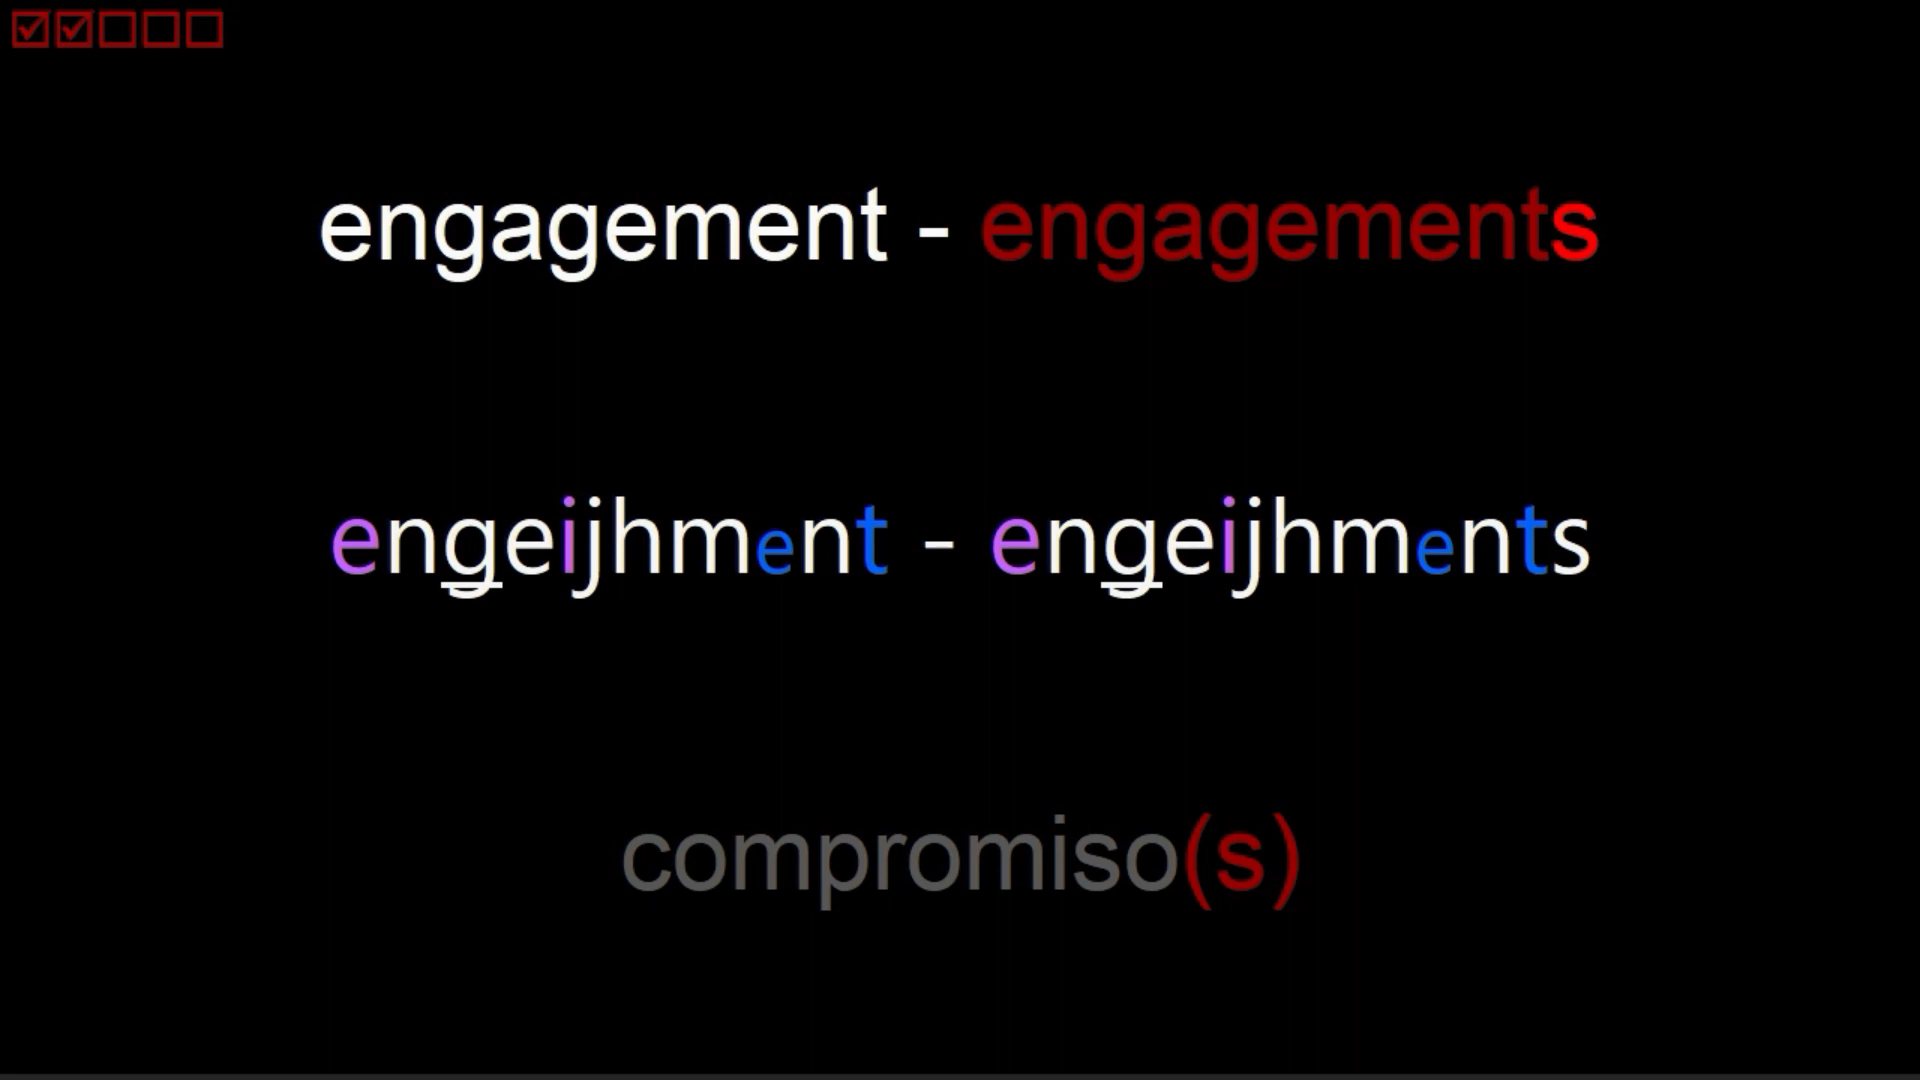 ☑☑☐☐☐
engagement - engagements
engeijhment - engeijhments
compromiso(s)